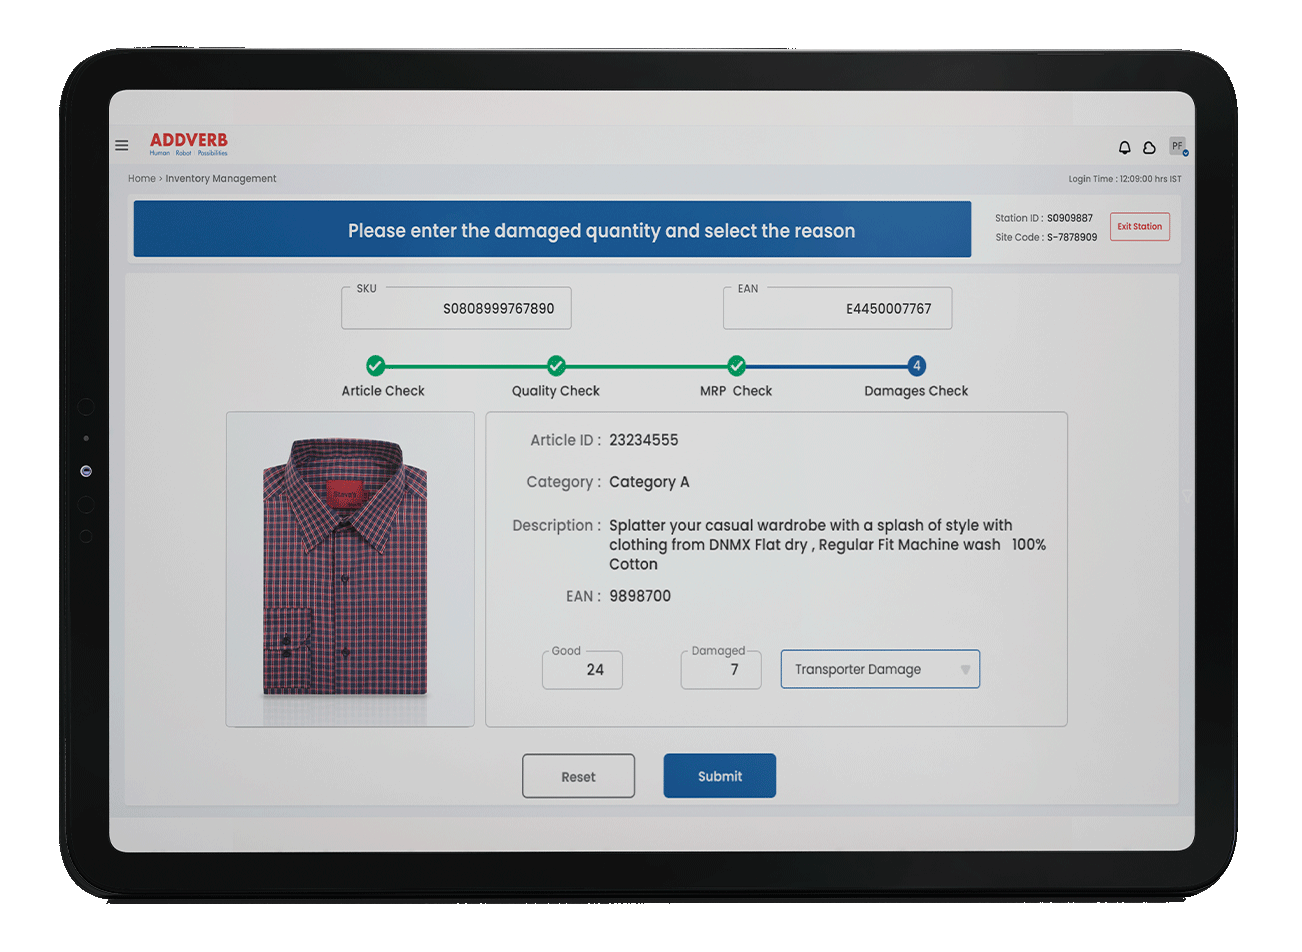 ADDVERB
Human Robot Possibilities
PF
Home › Inventory Management
Login Time : 12:09:00 hrs IST
Please enter the damaged quantity and select the reason
Station ID : S0909887
Site Code : S-7878909
Exit Station
SKU
S0808999767890
EAN
E4450007767
4
Article Check
Quality Check
MRP Check
Damages Check
Article ID : 23234555
Category : Category A
Description : Splatter your casual wardrobe with a splash of style with
clothing from DNMX Flat dry , Regular Fit Machine wash 100%
Cotton
EAN : 9898700
Good
24
Damaged
7
Transporter Damage
Reset
Submit